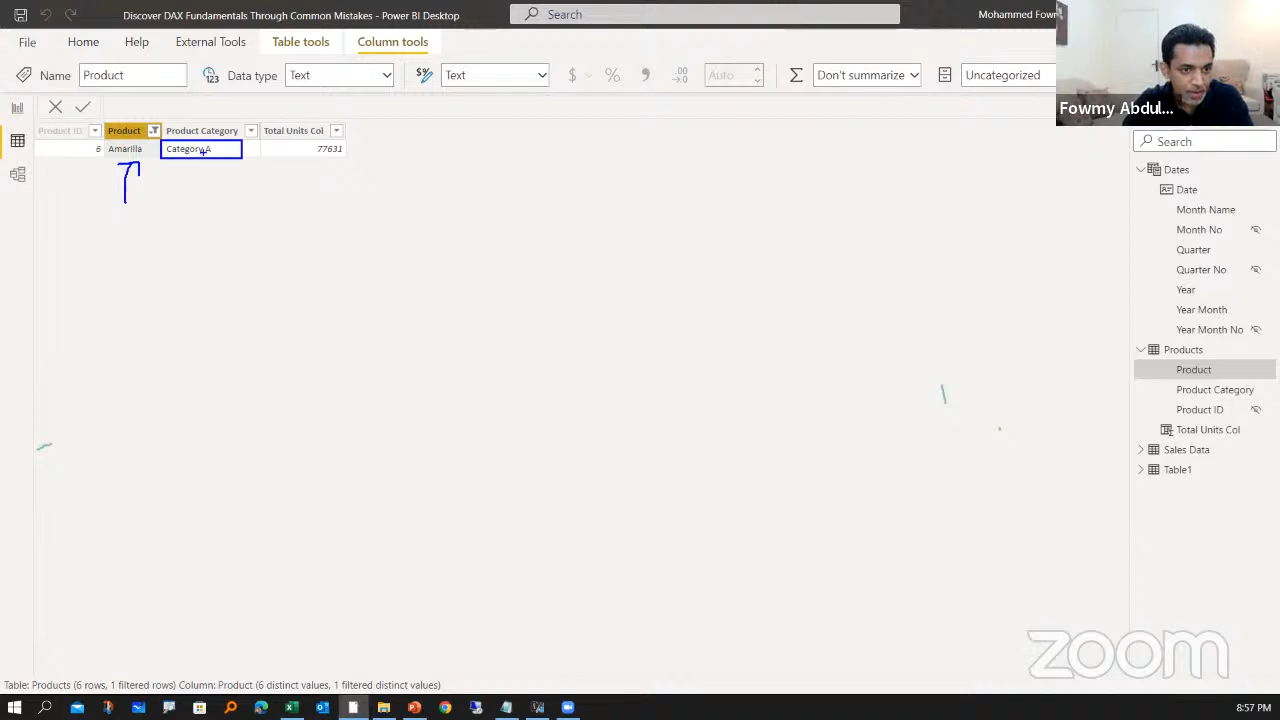 Discover DAX Fundamentals Through Common Mistakes - Power BI Desktop
Search
Mohammed Fow
File Home Help External Tools Table tools Column tools
Name Product Data type Text Text $ % Auto Don't summarize Uncategorized
Fowmy Abdul...
Product ID Product Product Category Total Units Col
6 Amarilla Category A 77631
Search
Dates
Date
Month Name
Month No
Quarter
Quarter No
Year
Year Month
Year Month No
Products
Product
Product Category
Product ID
Total Units Col
Sales Data
Table1
zoom
Table: Products (6 rows, 1 filtered rows) Column: Product (6 distinct values, 1 filtered distinct values)
8:57 PM